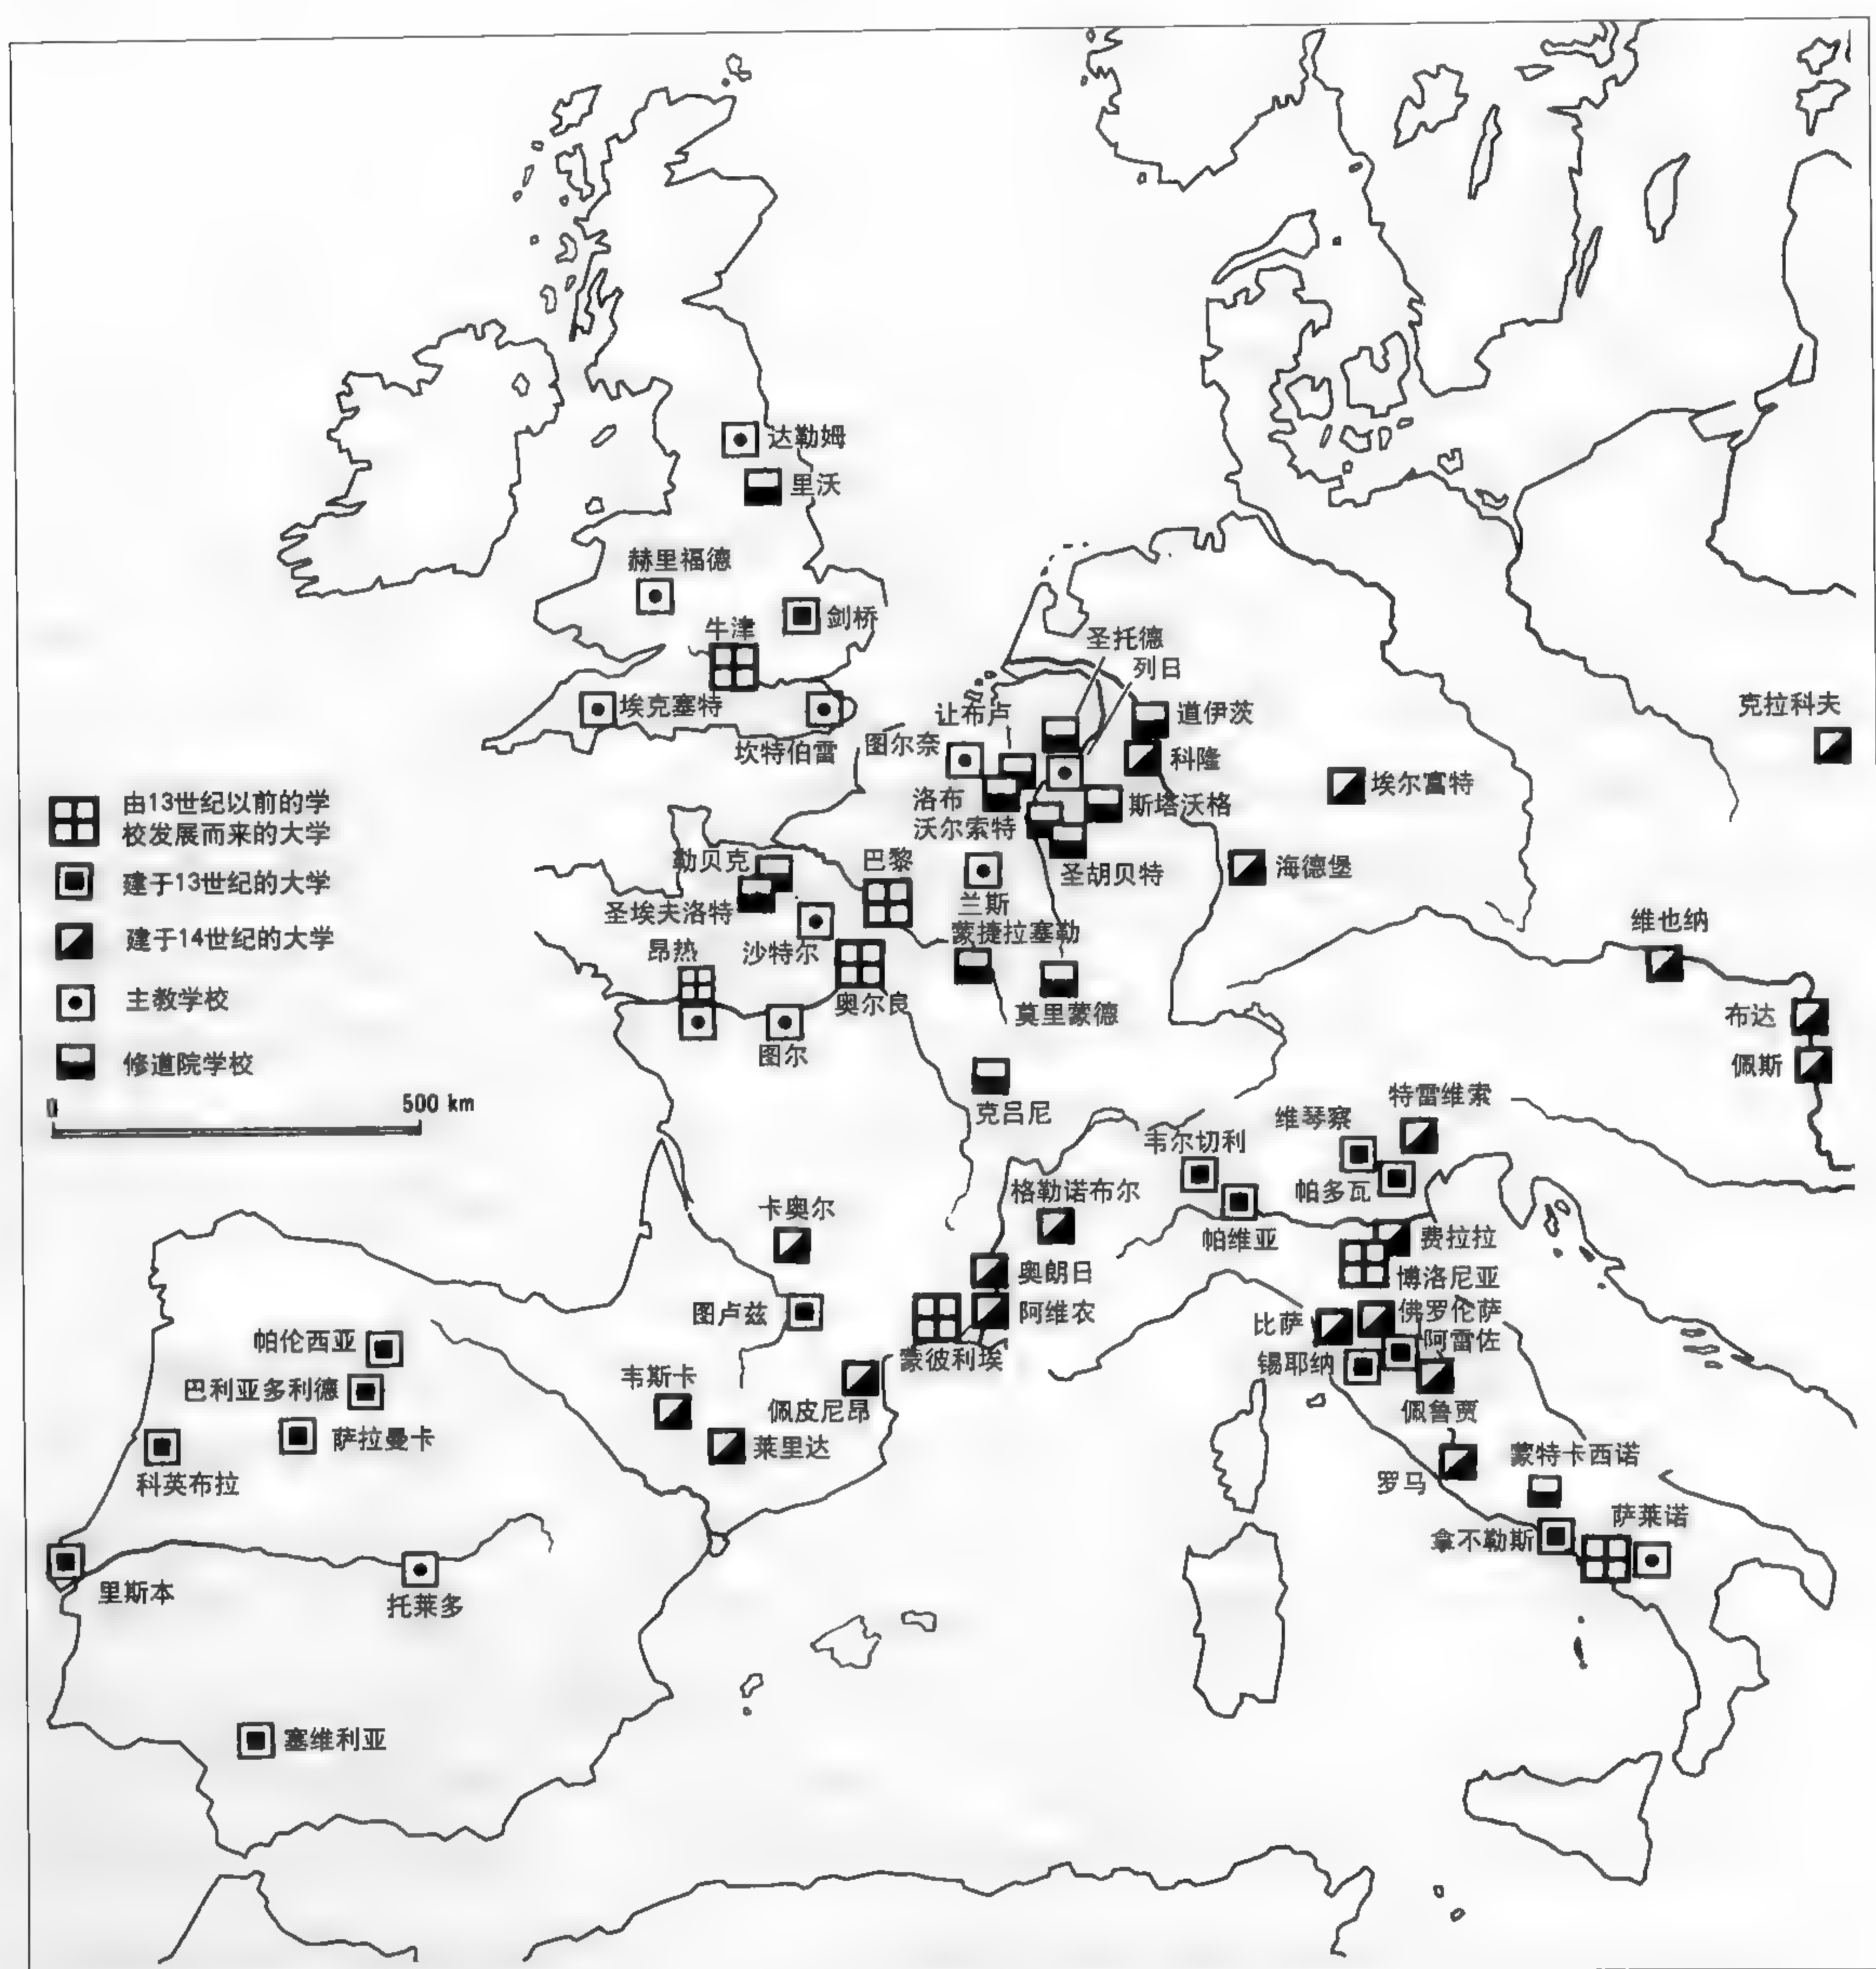 达勒姆
里沃
赫里福德
剑桥
牛津
圣托德
列日
埃克塞特
让布卢
道伊茨
克拉科夫
坎特伯雷
图尔奈
科隆
埃尔富特
洛布
斯塔沃格
沃尔索特
由13世纪以前的学
校发展而来的大学
建于13世纪的大学
建于14世纪的大学
主教学校
修道院学校
0
500 km
勒贝克
巴黎
圣胡贝特
海德堡
圣埃夫洛特
兰斯
维也纳
昂热
沙特尔
蒙捷拉塞勒
奥尔良
莫里蒙德
布达
图尔
佩斯
克吕尼
特雷维索
维琴察
韦尔切利
格勒诺布尔
帕多瓦
卡奥尔
帕维亚
费拉拉
奥朗日
博洛尼亚
图卢兹
阿维农
比萨
佛罗伦萨
帕伦西亚
阿雷佐
蒙彼利埃
锡耶纳
韦斯卡
巴利亚多利德
佩皮尼昂
佩鲁贾
萨拉曼卡
莱里达
科英布拉
罗马
蒙特卡西诺
萨莱诺
拿不勒斯
里斯本
托莱多
塞维利亚